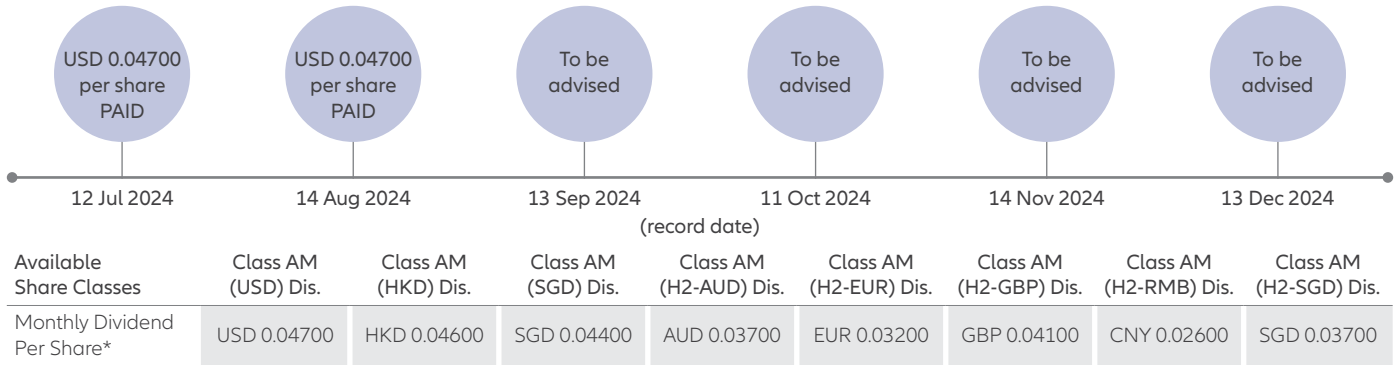 USD 0.04700
per share
PAID
USD 0.04700
per share
PAID
To be
advised
To be
advised
To be
advised
To be
advised
12 Jul 2024
14 Aug 2024
13 Sep 2024
11 Oct 2024
14 Nov 2024
13 Dec 2024
(record date)
Available
Share Classes
Class AM
(USD) Dis.
Class AM
(HKD) Dis.
Class AM
(SGD) Dis.
Class AM
(H2-AUD) Dis.
Class AM
(H2-EUR) Dis.
Class AM
(H2-GBP) Dis.
Class AM
(H2-RMB) Dis.
Class AM
(H2-SGD) Dis.
Monthly Dividend
Per Share*
USD 0.04700
HKD 0.04600
SGD 0.04400
AUD 0.03700
EUR 0.03200
GBP 0.04100
CNY 0.02600
SGD 0.03700